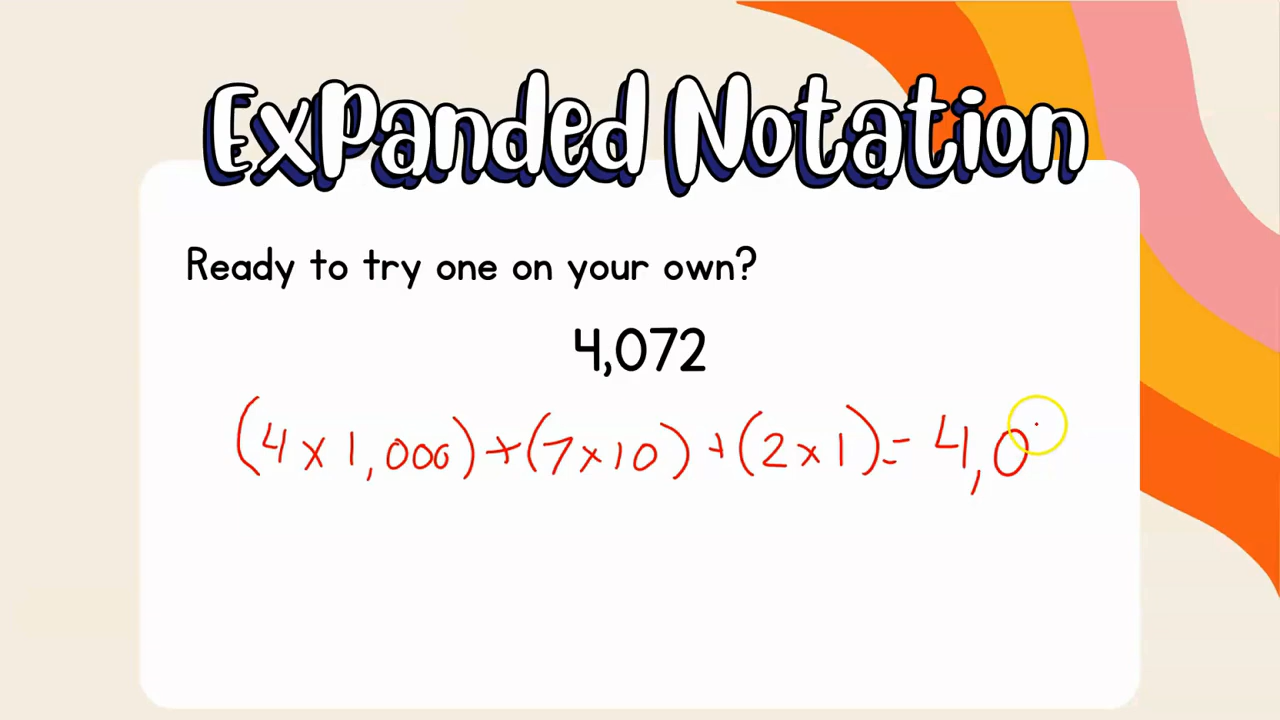 Expanded Notation
Ready to try one on your own?
4,072
(4 x 1,000) + (7 x 10) + (2 x 1) = 4,0